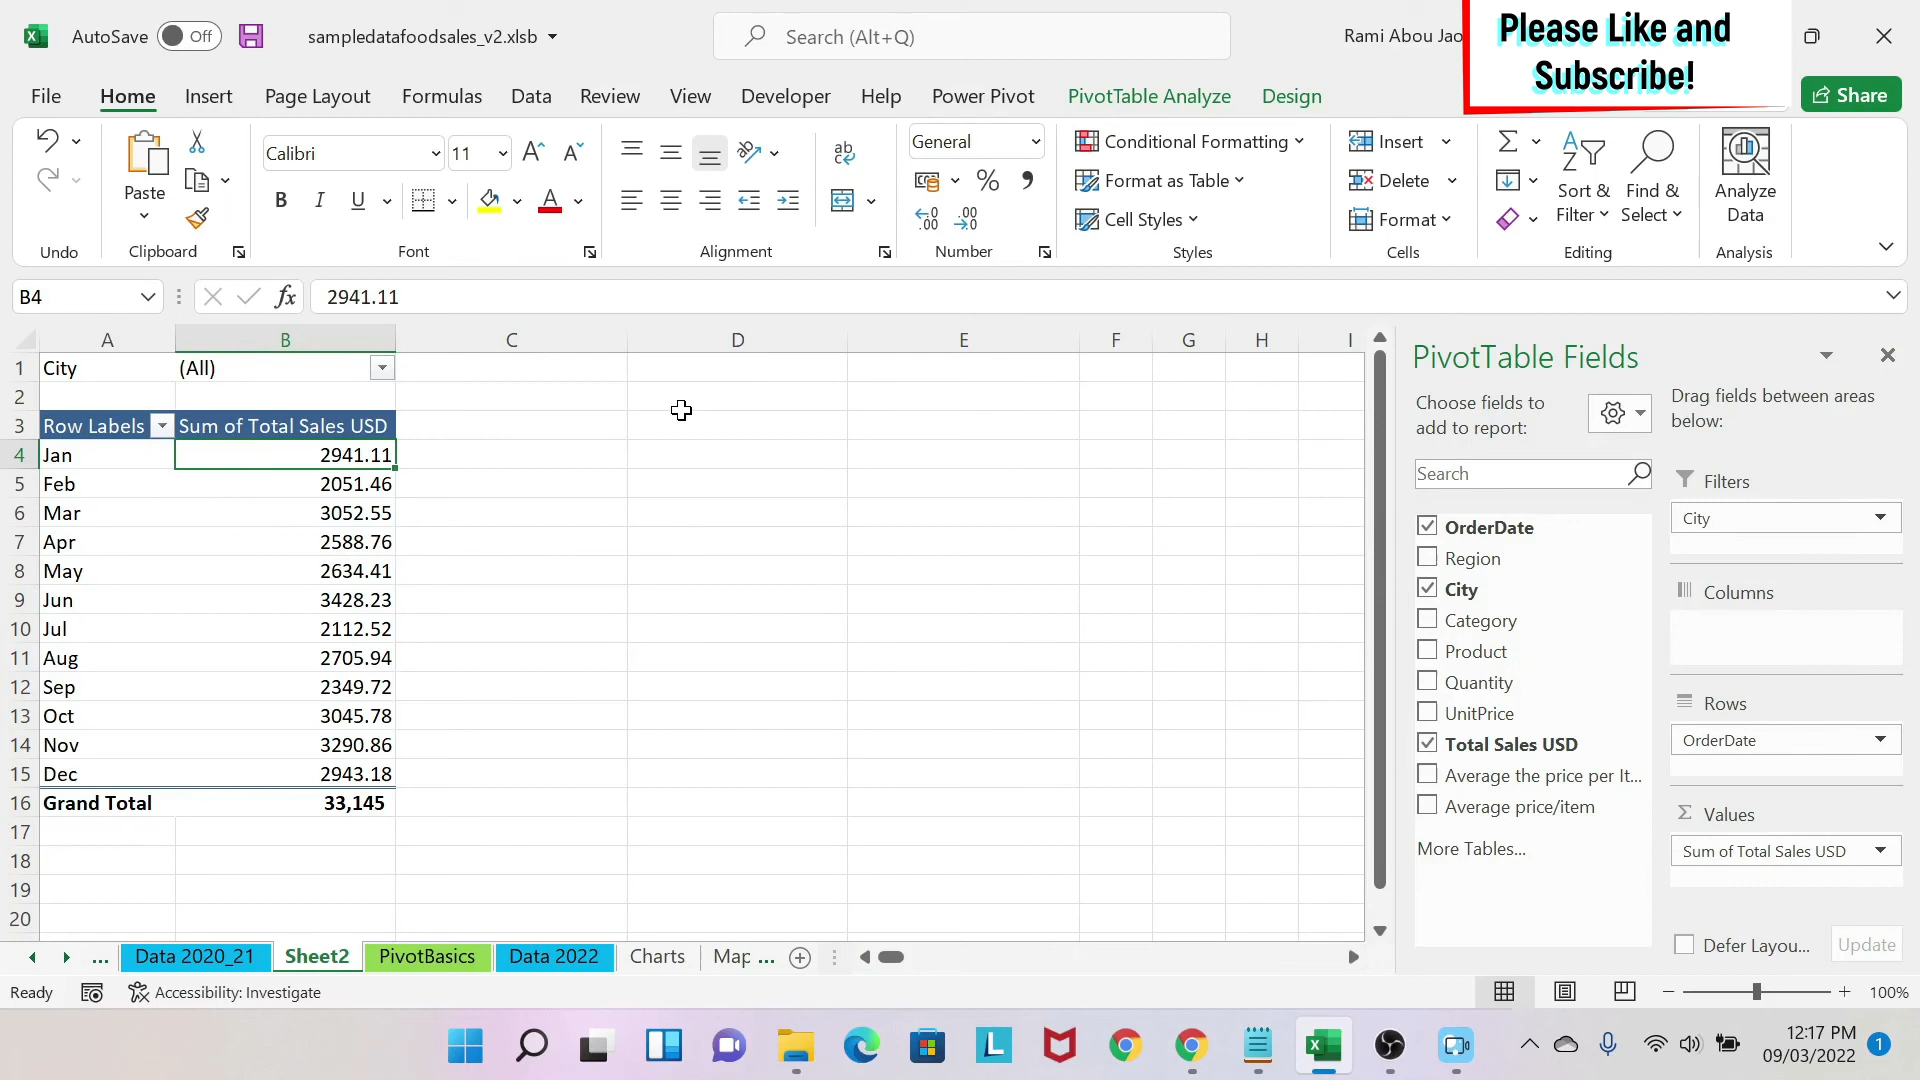 AutoSave Off sampledatafoodsales_v2.xlsb Search (Alt+Q) Rami Abou Jao
Please Like and
Subscribe!
File Home Insert Page Layout Formulas Data Review View Developer Help Power Pivot PivotTable Analyze Design Share
Paste
Calibri 11
B I U
General
Conditional Formatting
Format as Table
Cell Styles
Insert
Delete
Format
Sort &
Filter
Find &
Select
Analyze
Data
Undo Clipboard Font Alignment Number Styles Cells Editing Analysis
B4 fx 2941.11
A B C D E F G H I
1 City (All)
2
3 Row Labels Sum of Total Sales USD
4 Jan 2941.11
5 Feb 2051.46
6 Mar 3052.55
7 Apr 2588.76
8 May 2634.41
9 Jun 3428.23
10 Jul 2112.52
11 Aug 2705.94
12 Sep 2349.72
13 Oct 3045.78
14 Nov 3290.86
15 Dec 2943.18
16 Grand Total 33,145
17
18
19
20
PivotTable Fields
Choose fields to
add to report:
Drag fields between areas
below:
Search
OrderDate
Region
City
Category
Product
Quantity
UnitPrice
Total Sales USD
Average the price per It...
Average price/item
More Tables...
Filters
City
Columns
Rows
OrderDate
Values
Sum of Total Sales USD
Defer Layou... Update
... Data 2020_21 Sheet2 PivotBasics Data 2022 Charts Map ...
Ready Accessibility: Investigate 100%
12:17 PM
09/03/2022
1